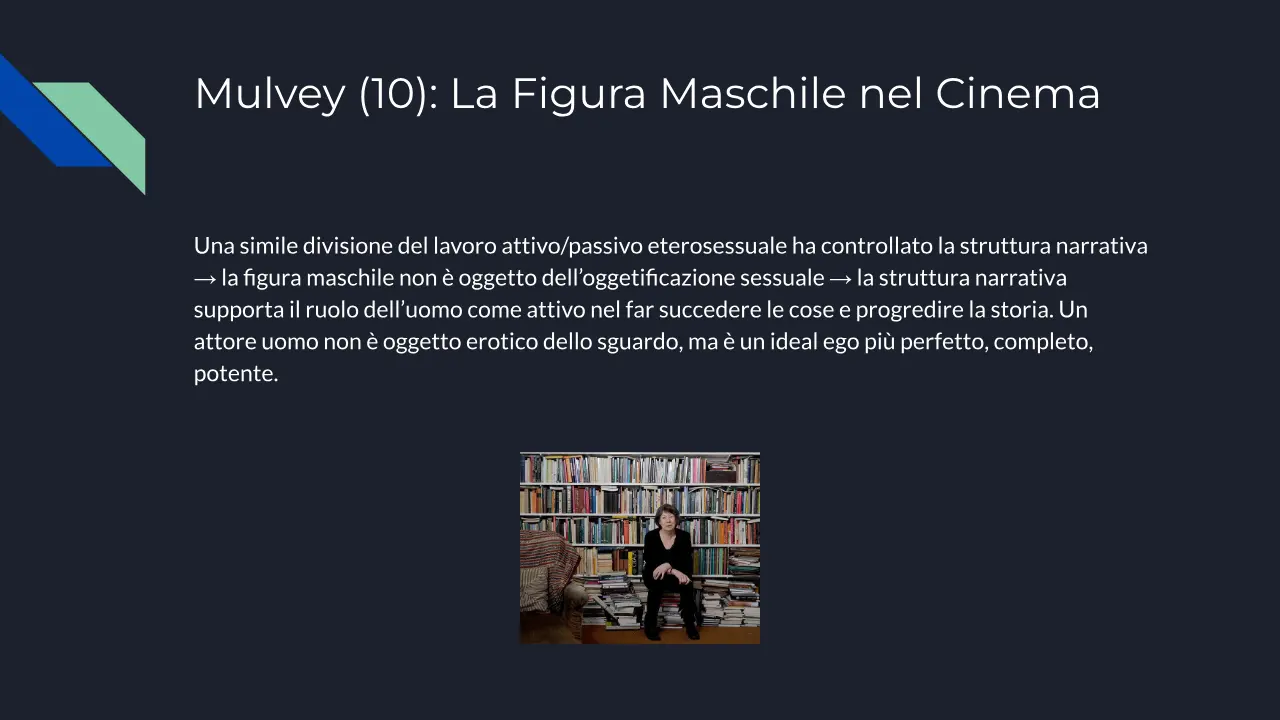 Mulvey (10): La Figura Maschile nel Cinema
Una simile divisione del lavoro attivo/passivo eterosessuale ha controllato la struttura narrativa
→ la figura maschile non è oggetto dell’oggetificazione sessuale → la struttura narrativa
supporta il ruolo dell’uomo come attivo nel far succedere le cose e progredire la storia. Un
attore uomo non è oggetto erotico dello sguardo, ma è un ideal ego più perfetto, completo,
potente.